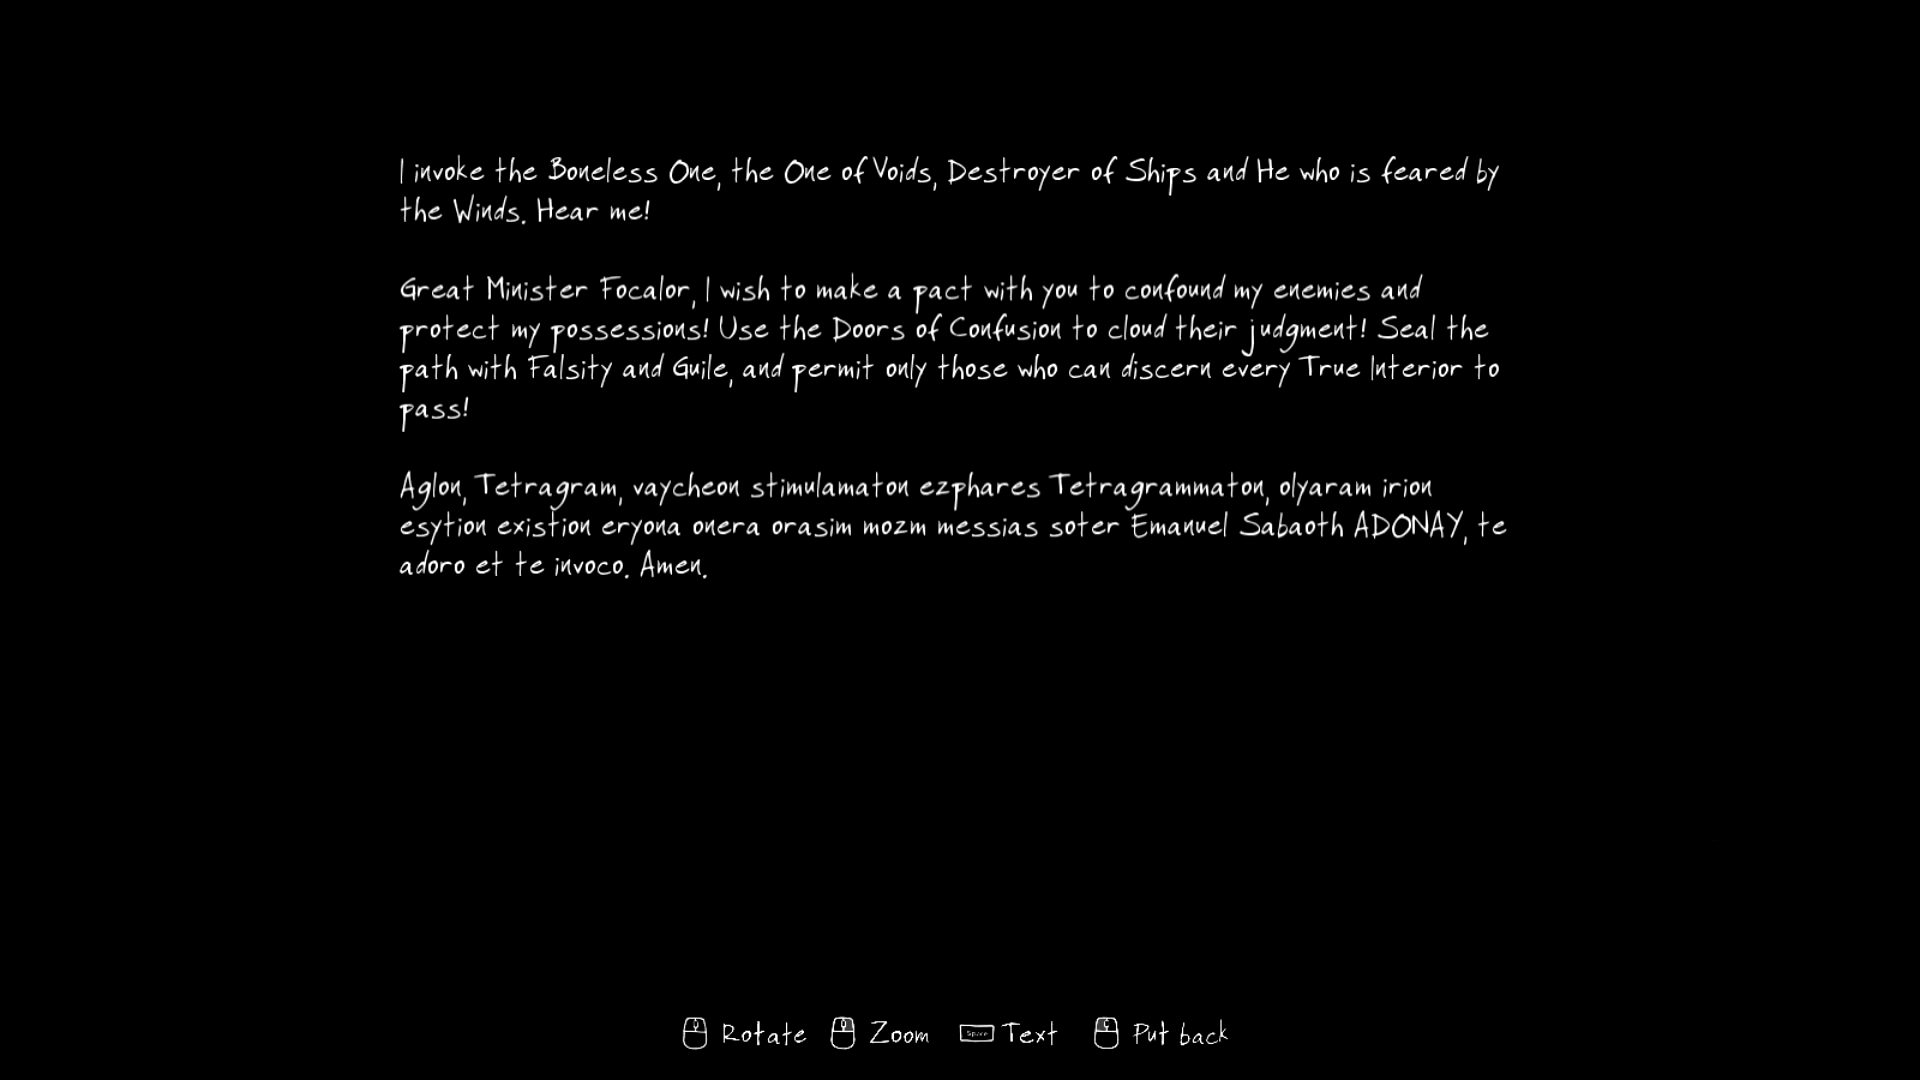 I invoke the Boneless One, the One of Voids, Destroyer of Ships and He who is feared by
the Winds. Hear me!
Great Minister Focalor, I wish to make a pact with you to confound my enemies and
protect my possessions! Use the Doors of Confusion to cloud their judgment! Seal the
path with Falsity and Guile, and permit only those who can discern every True Interior to
pass!
Aglon, Tetragram, vaycheon stimulamaton ezphares Tetragrammaton, olyaram irion
esytion existion eryona onera orasim mozm messias soter Emanuel Sabaoth ADONAY, te
adoro et te invoco. Amen.
Rotate Zoom Space Text Put back